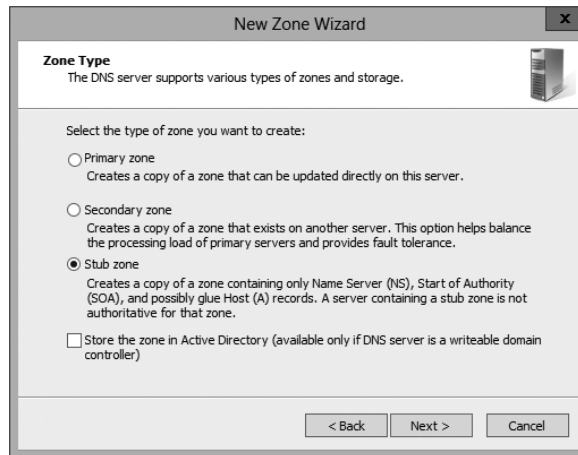 New Zone Wizard
x
Zone Type
The DNS server supports various types of zones and storage.
Select the type of zone you want to create:
Primary zone
Creates a copy of a zone that can be updated directly on this server.
Secondary zone
Creates a copy of a zone that exists on another server. This option helps balance
the processing load of primary servers and provides fault tolerance.
Stub zone
Creates a copy of a zone containing only Name Server (NS), Start of Authority
(SOA), and possibly glue Host (A) records. A server containing a stub zone is not
authoritative for that zone.
Store the zone in Active Directory (available only if DNS server is a writeable domain
controller)
< Back Next > Cancel